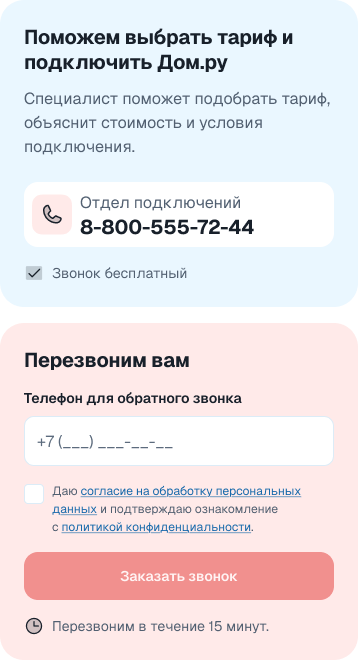 Поможем выбрать тариф и
подключить Дом.ру
Специалист поможет подобрать тариф,
объяснит стоимость и условия
подключения.
Отдел подключений
8-800-555-72-44
Звонок бесплатный
Перезвоним вам
Телефон для обратного звонка
+7 (___) ___-__-__
Даю согласие на обработку персональных
данных и подтверждаю ознакомление
с политикой конфиденциальности.
Заказать звонок
Перезвоним в течение 15 минут.